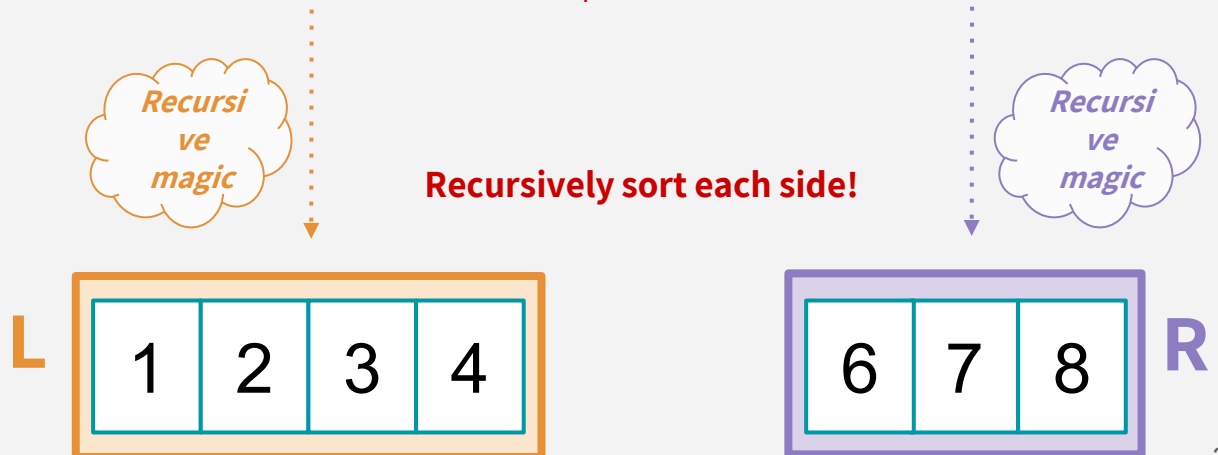 Recursi
ve
magic
Recursively sort each side!
Recursi
ve
magic
L
1 2 3 4
6 7 8
R